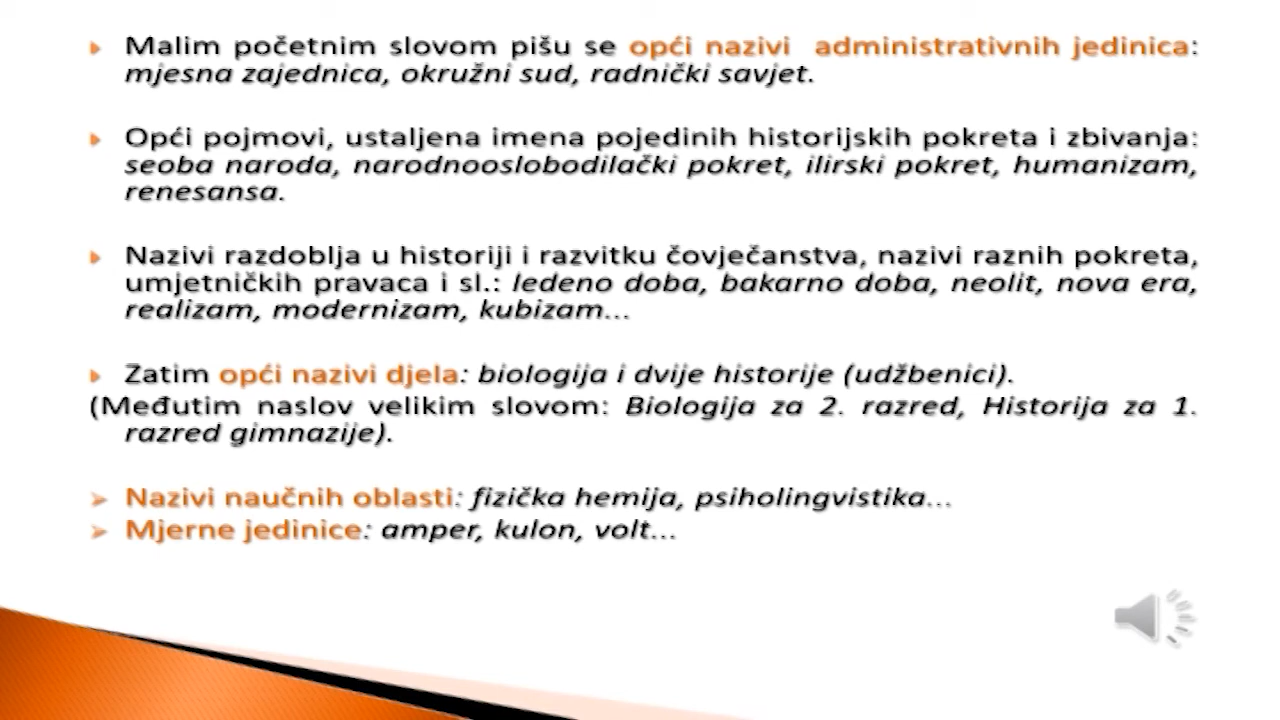 Malim početnim slovom pišu se opći nazivi administrativnih jedinica:
mjesna zajednica, okružni sud, radnički savjet.
Opći pojmovi, ustaljena imena pojedinih historijskih pokreta i zbivanja:
seoba naroda, narodnooslobodilački pokret, ilirski pokret, humanizam,
renesansa.
Nazivi razdoblja u historiji i razvitku čovječanstva, nazivi raznih pokreta,
umjetničkih pravaca i sl.: ledeno doba, bakarno doba, neolit, nova era,
realizam, modernizam, kubizam...
Zatim opći nazivi djela: biologija i dvije historije (udžbenici).
(Međutim naslov velikim slovom: Biologija za 2. razred, Historija za 1.
razred gimnazije).
Nazivi naučnih oblasti: fizička hemija, psiholingvistika...
Mjerne jedinice: amper, kulon, volt...